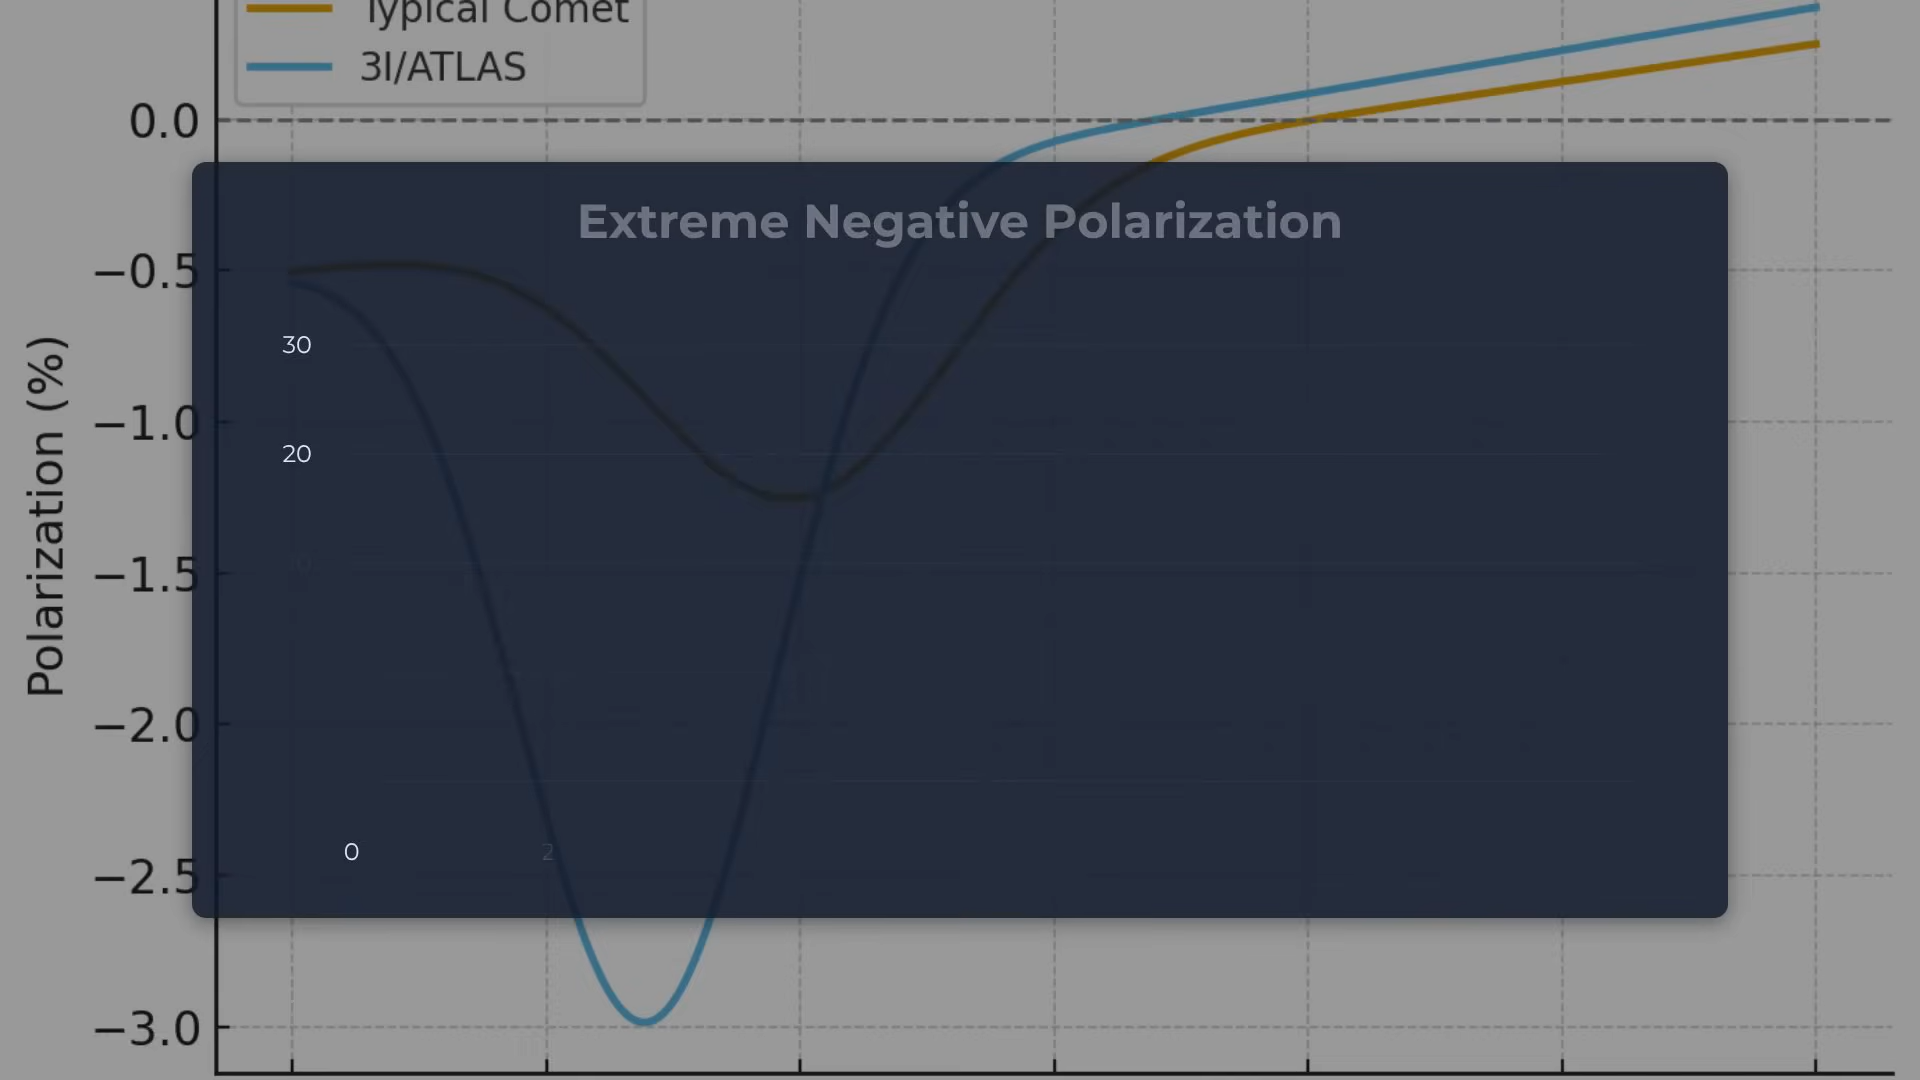 Typical Comet
3I/ATLAS
0.0
Extreme Negative Polarization
−0.5
30
Polarization (%)
−1.0
20
−1.5
−2.0
0
2
−2.5
−3.0